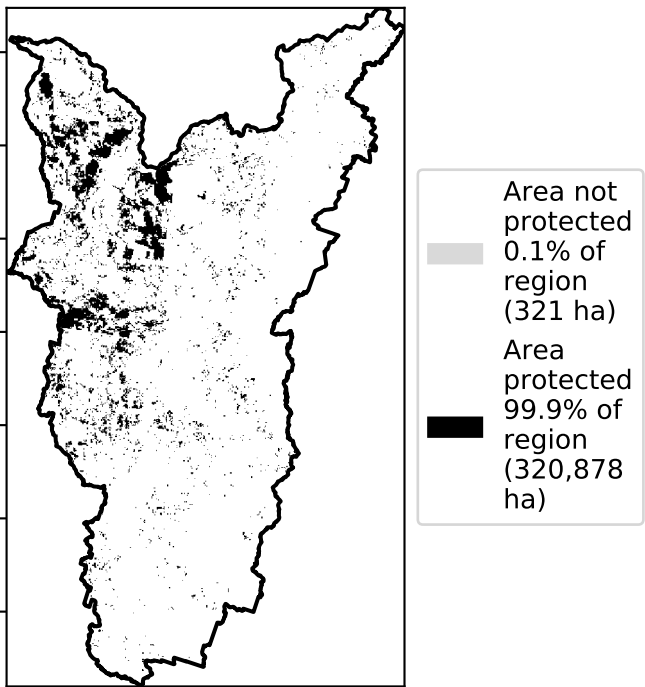 Area not
protected
0.1% of
region
(321 ha)
Area
protected
99.9% of
region
(320,878
ha)